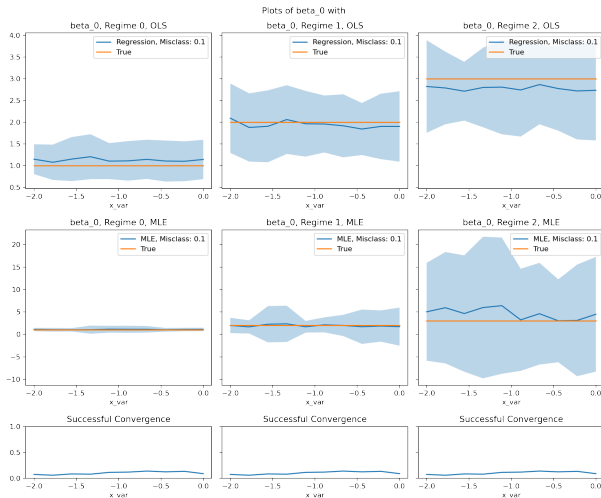 Plots of beta_0 with
beta_0, Regime 0, OLS
beta_0, Regime 1, OLS
beta_0, Regime 2, OLS
4.0
3.5
3.0
2.5
2.0
1.5
1.0
0.5
Regression, Misclass: 0.1
True
Regression, Misclass: 0.1
True
Regression, Misclass: 0.1
True
−2.0 −1.5 −1.0 −0.5 0.0
−2.0 −1.5 −1.0 −0.5 0.0
−2.0 −1.5 −1.0 −0.5 0.0
x_var
x_var
x_var
beta_0, Regime 0, MLE
beta_0, Regime 1, MLE
beta_0, Regime 2, MLE
20
15
10
5
0
−5
−10
MLE, Misclass: 0.1
True
MLE, Misclass: 0.1
True
MLE, Misclass: 0.1
True
−2.0 −1.5 −1.0 −0.5 0.0
−2.0 −1.5 −1.0 −0.5 0.0
−2.0 −1.5 −1.0 −0.5 0.0
x_var
x_var
x_var
Successful Convergence
Successful Convergence
Successful Convergence
1.0
0.5
0.0
−2.0 −1.5 −1.0 −0.5 0.0
−2.0 −1.5 −1.0 −0.5 0.0
−2.0 −1.5 −1.0 −0.5 0.0
x_var
x_var
x_var